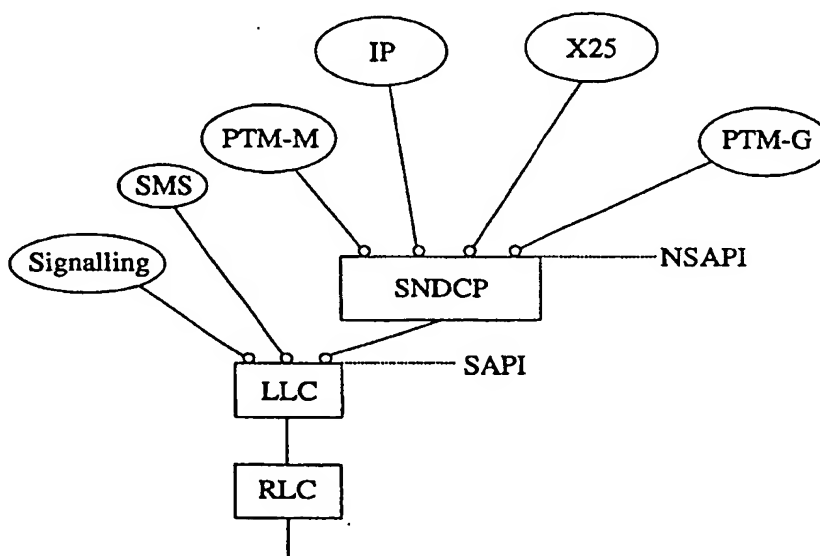 IP
X25
PTM-M
PTM-G
SMS
Signalling
NSAPI
SNDCP
SAPI
LLC
RLC